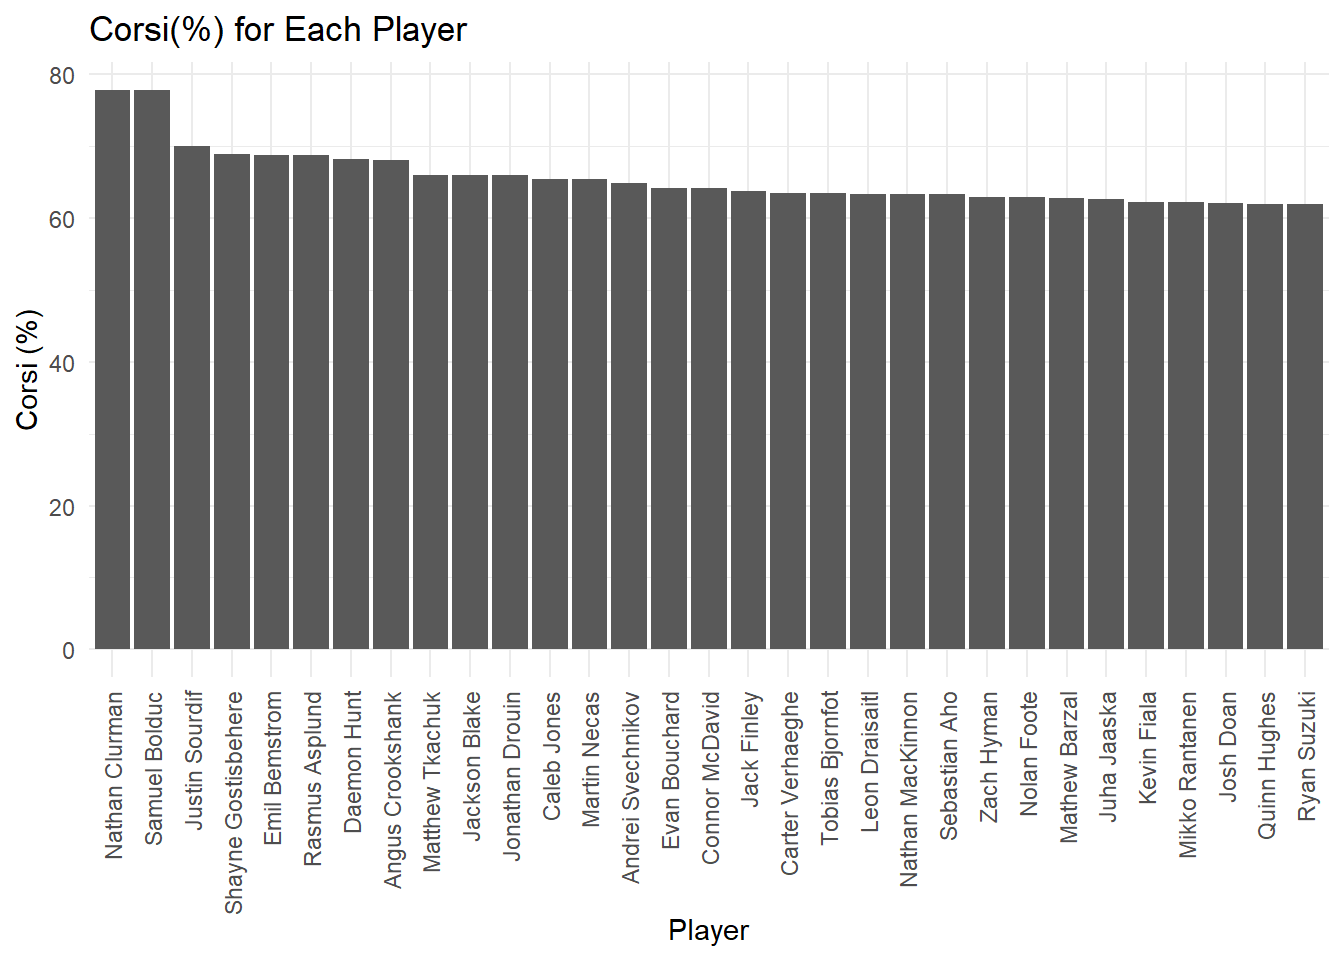 Corsi(%) for Each Player
80
60
40
20
0
Corsi (%)
Nathan Clurman
Samuel Bolduc
Justin Sourdif
Shayne Gostisbehere
Emil Bemstrom
Rasmus Asplund
Daemon Hunt
Angus Crookshank
Matthew Tkachuk
Jackson Blake
Jonathan Drouin
Caleb Jones
Martin Necas
Andrei Svechnikov
Evan Bouchard
Connor McDavid
Jack Finley
Carter Verhaeghe
Tobias Bjornfot
Leon Draisaitl
Nathan MacKinnon
Sebastian Aho
Zach Hyman
Nolan Foote
Mathew Barzal
Juha Jaaska
Kevin Fiala
Mikko Rantanen
Josh Doan
Quinn Hughes
Ryan Suzuki
Player